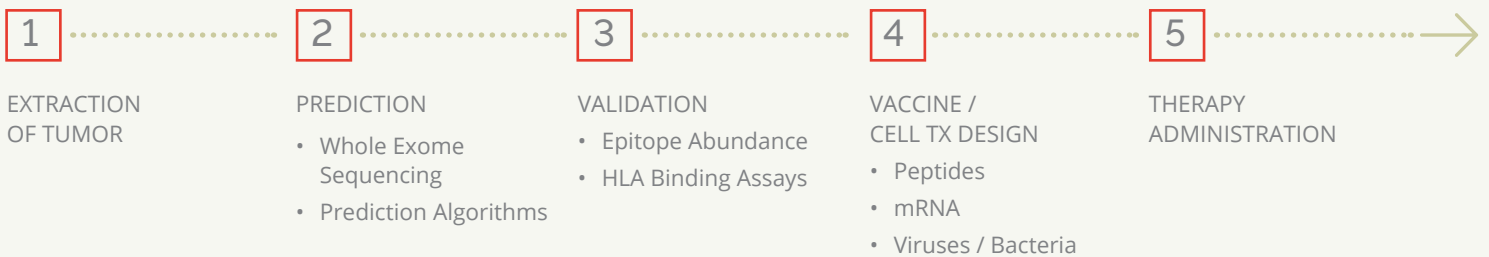 1
2
3
4
5
EXTRACTION
OF TUMOR
PREDICTION
• Whole Exome
Sequencing
• Prediction Algorithms
VALIDATION
• Epitope Abundance
• HLA Binding Assays
VACCINE /
CELL TX DESIGN
• Peptides
• mRNA
• Viruses / Bacteria
THERAPY
ADMINISTRATION